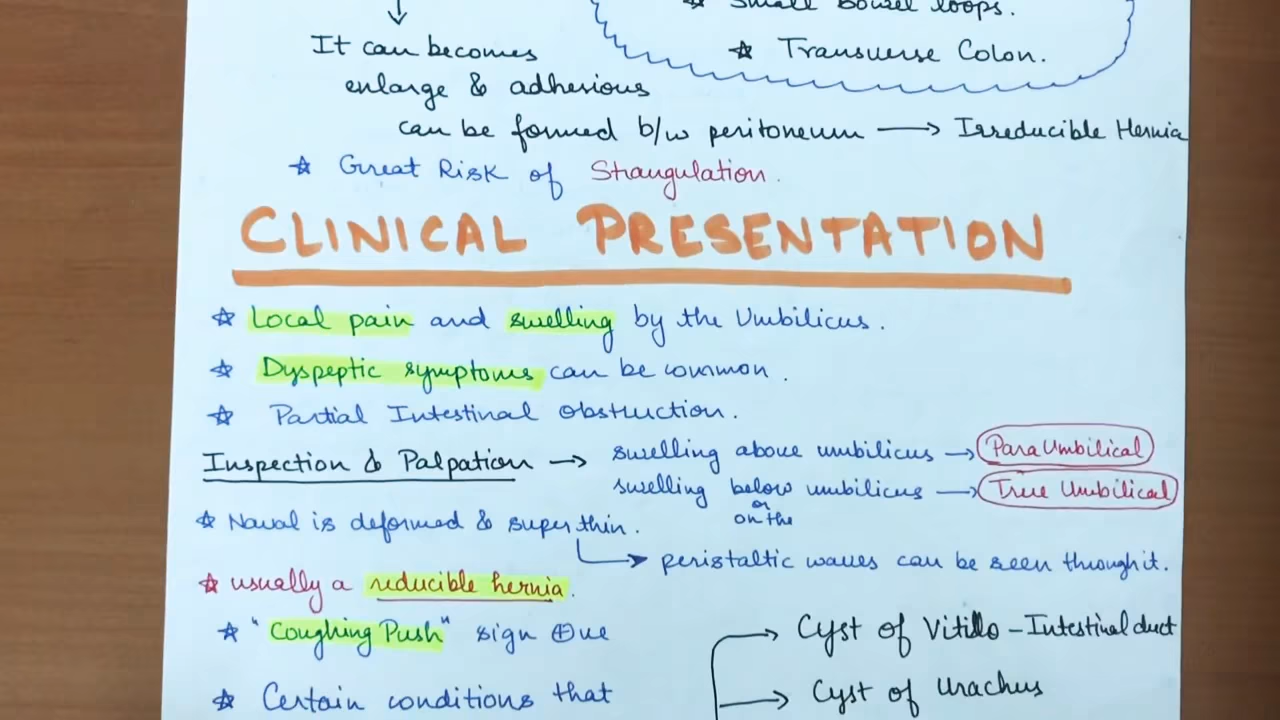 ☆ Small Bowel loops.
☆ Transverse Colon.
It can becomes
enlarge & adhesions
can be formed b/w peritoneum → Irreducible Hernia
☆ Great Risk of Strangulation.
CLINICAL PRESENTATION
☆ Local pain and swelling by the Umbilicus.
☆ Dyspeptic symptoms can be common.
☆ Partial Intestinal Obstruction.
Inspection & Palpation → swelling above umbilicus → ParaUmbilical
swelling below umbilicus → True Umbilical
or
on the
☆ Naval is deformed & super thin.
→ peristaltic waves can be seen through it.
☆ usually a reducible hernia.
☆ "Coughing Push" sign ⊕ve
→ Cyst of Vitillo-Intestinal duct
☆ Certain conditions that
→ Cyst of Urachus